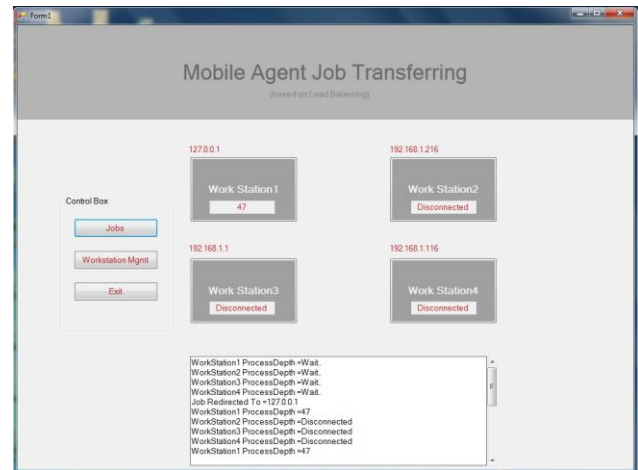 Form1
Mobile Agent Job Transferring
(based on Load Balancing)
127.0.0.1
192.168.1.216
Work Station1
47
Work Station2
Disconnected
Control Box
Jobs
Workstation Mgmt
Exit
192.168.1.1
192.168.1.116
Work Station3
Disconnected
Work Station4
Disconnected
WorkStation1 ProcessDepth =Wait..
WorkStation2 ProcessDepth =Wait..
WorkStation3 ProcessDepth =Wait..
WorkStation4 ProcessDepth =Wait..
Job Redirected To =127.0.0.1
WorkStation1 ProcessDepth =47
WorkStation2 ProcessDepth =Disconnected
WorkStation3 ProcessDepth =Disconnected
WorkStation4 ProcessDepth =Disconnected
WorkStation1 ProcessDepth =47